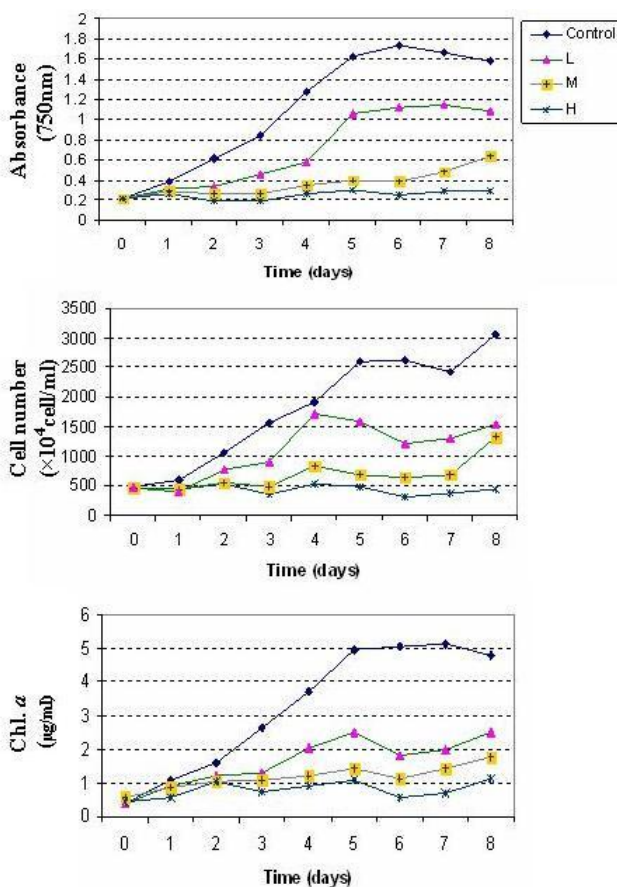 2
1.8
1.6
1.4
1.2
1
0.8
0.6
0.4
0.2
0
Absorbance
(750nm)
0 1 2 3 4 5 6 7 8
Time (days)
Control
L
M
H
3500
3000
2500
2000
1500
1000
500
0
Cell number
(×10⁴cell/ml)
0 1 2 3 4 5 6 7 8
Time (days)
6
5
4
3
2
1
0
Chl. a
(µg/ml)
0 1 2 3 4 5 6 7 8
Time (days)